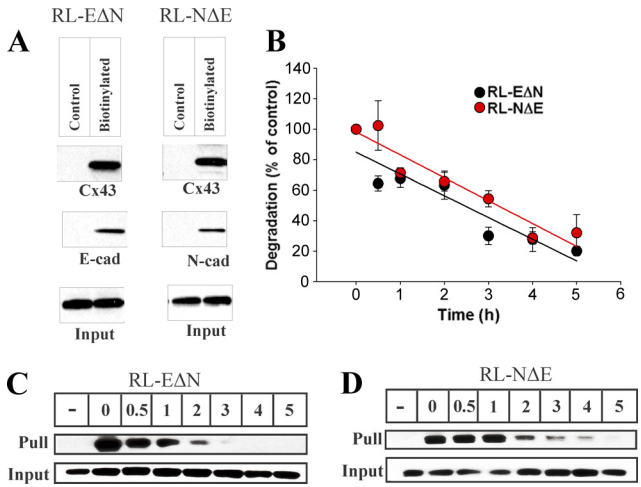 RL-EΔN RL-NΔE
A
Control Biotinylated Control Biotinylated
Cx43 Cx43
E-cad N-cad
Input Input
B
Degradation (% of control)
140
120
100
80
60
40
20
0
RL-EΔN
RL-NΔE
0 1 2 3 4 5 6
Time (h)
C
RL-EΔN
- 0 0.5 1 2 3 4 5
Pull
Input
D
RL-NΔE
- 0 0.5 1 2 3 4 5
Pull
Input